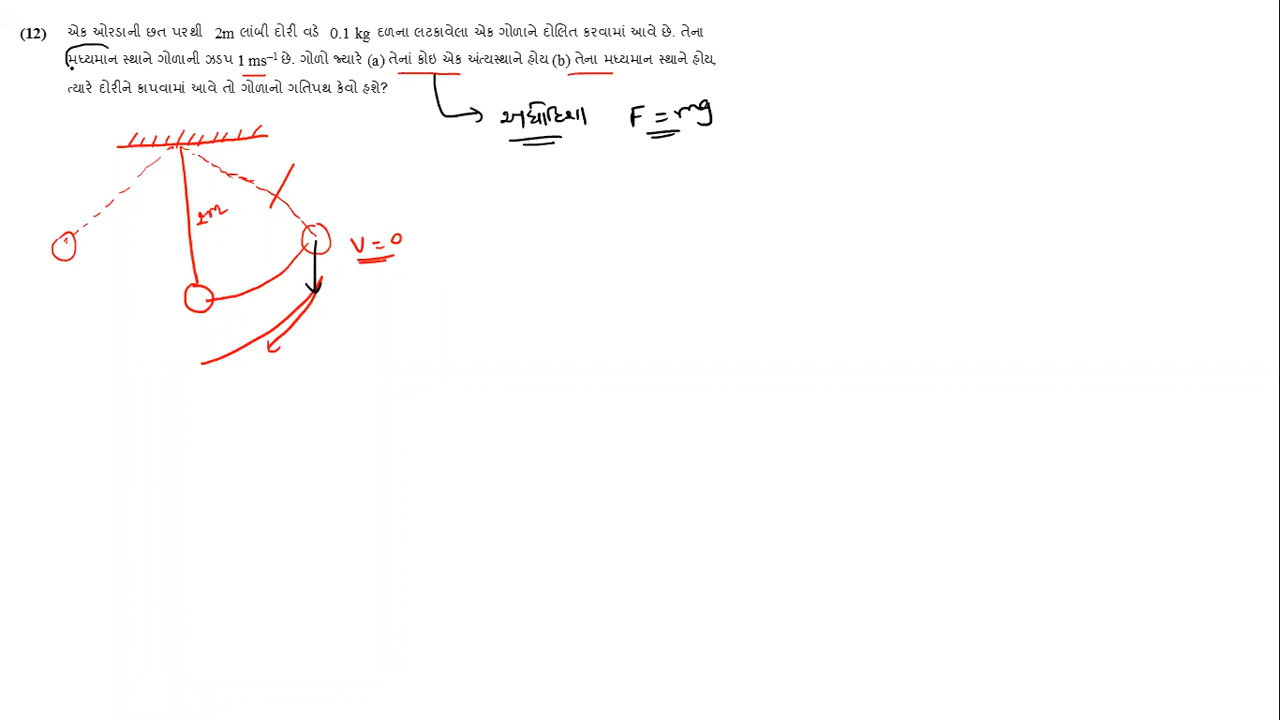 (12) એક ઓરડાની છત પરથી 2m લાંબી દોરી વડે 0.1 kg દળના લટકાવેલા એક ગોળાને દોલિત કરવામાં આવે છે. તેના
મધ્યમાન સ્થાને ગોળાની ઝડપ 1 ms⁻¹ છે. ગોળો જ્યારે (a) તેનાં કોઇ એક અંત્યસ્થાને હોય (b) તેના મધ્યમાન સ્થાને હોય,
ત્યારે દોરીને કાપવામાં આવે તો ગોળાનો ગતિપથ કેવો હશે?
અધોદિશા F = mg
2m
V = 0